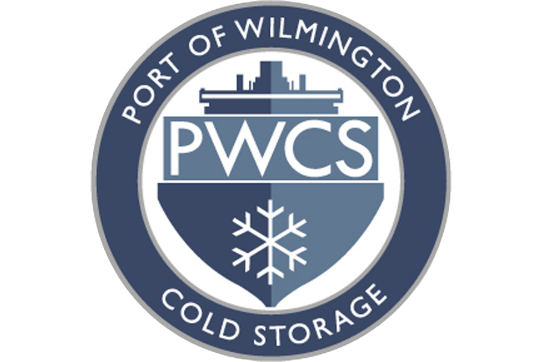 PORT OF WILMINGTON
PWCS
COLD STORAGE